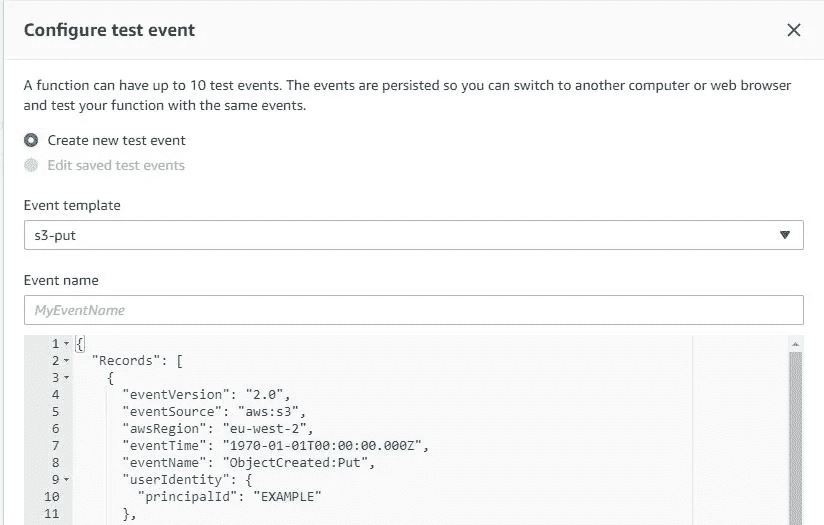 Configure test event
A function can have up to 10 test events. The events are persisted so you can switch to another computer or web browser
and test your function with the same events.
Create new test event
Edit saved test events
Event template
s3-put
Event name
MyEventName
1 {
2 "Records": [
3 {
4 "eventVersion": "2.0",
5 "eventSource": "aws:s3",
6 "awsRegion": "eu-west-2",
7 "eventTime": "1970-01-01T00:00:00.000Z",
8 "eventName": "ObjectCreated:Put",
9 "userIdentity": {
10 "principalId": "EXAMPLE"
11 },